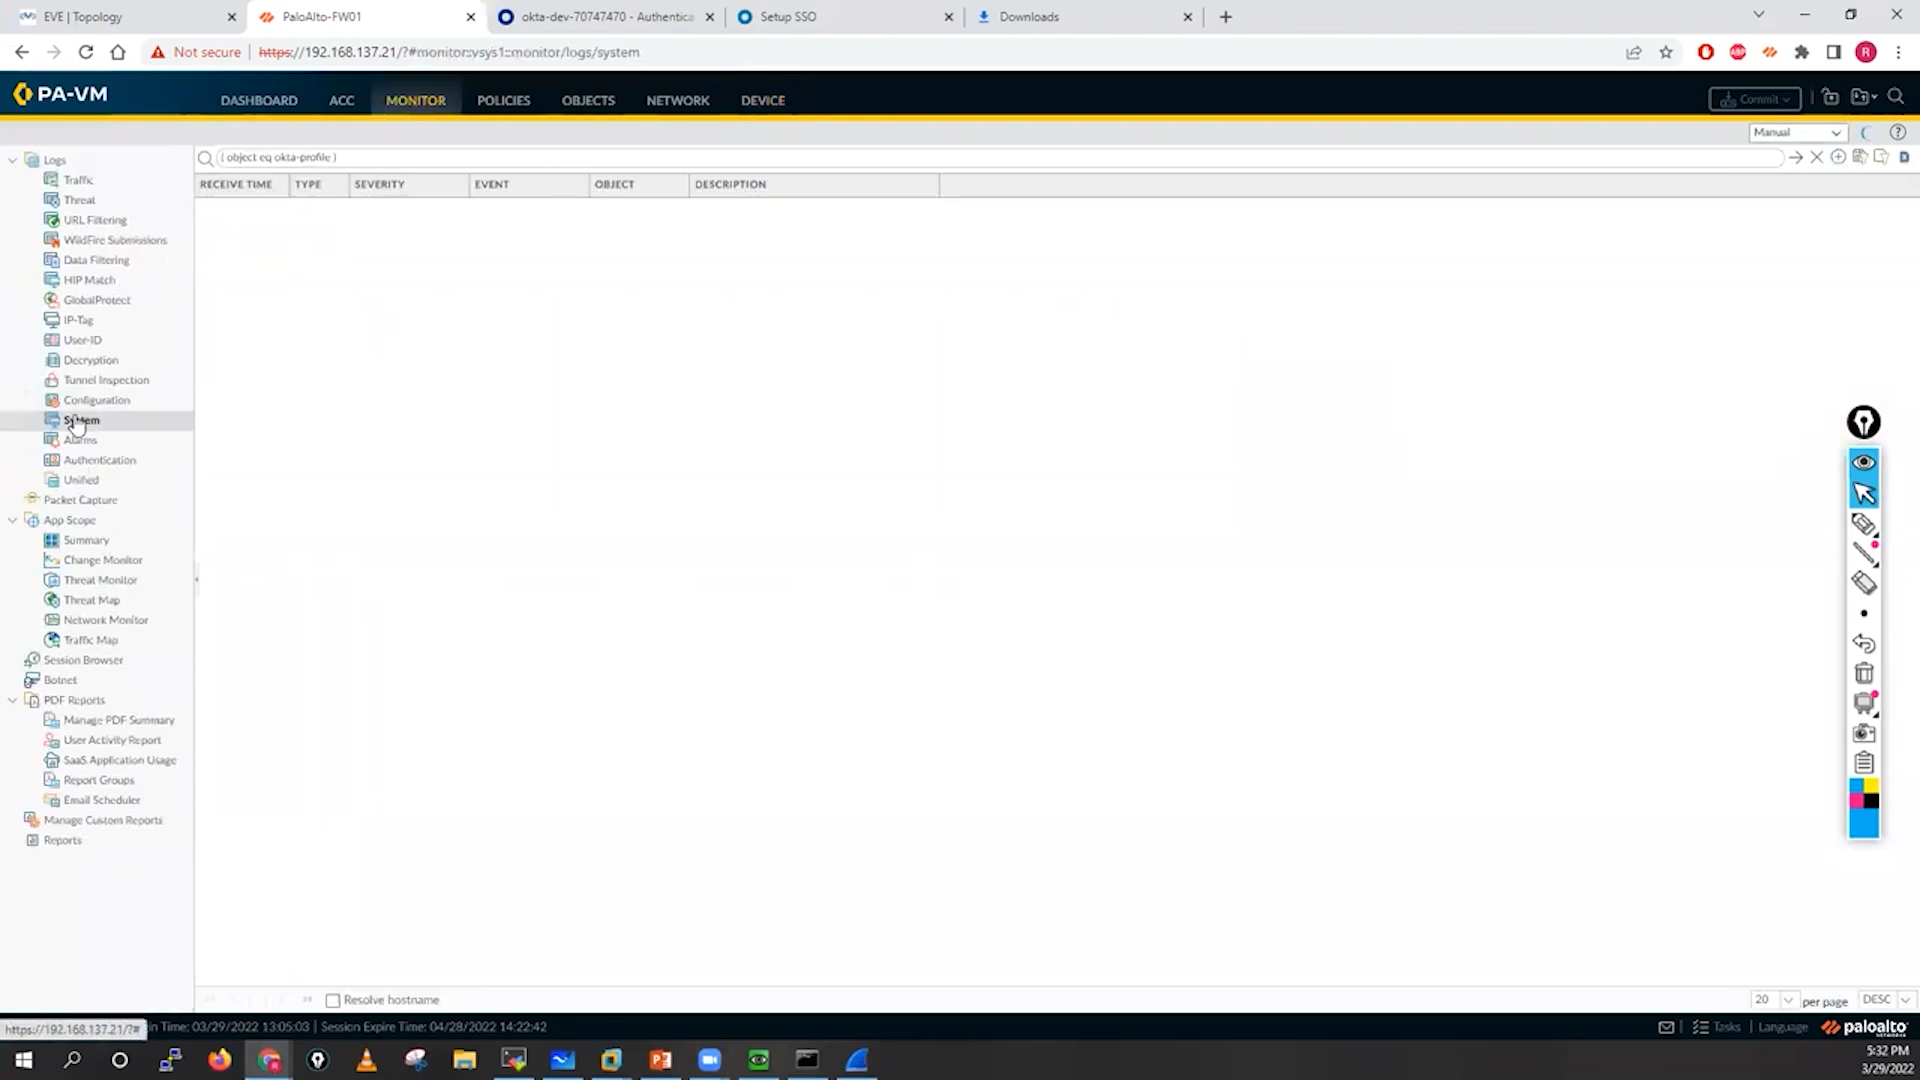 EVE | Topology
PaloAlto-FW01
okta-dev-70747470 - Authentica
Setup SSO
Downloads
Not secure
https://192.168.137.21/?#monitor::vsys1::monitor/logs/system
ABP
R
PA-VM
DASHBOARD
ACC
MONITOR
POLICIES
OBJECTS
NETWORK
DEVICE
Commit
Manual
Logs
( object eq okta-profile )
RECEIVE TIME
TYPE
SEVERITY
EVENT
OBJECT
DESCRIPTION
Traffic
Threat
URL Filtering
WildFire Submissions
Data Filtering
HIP Match
GlobalProtect
IP-Tag
User-ID
Decryption
Tunnel Inspection
Configuration
System
Alarms
Authentication
Unified
Packet Capture
App Scope
Summary
Change Monitor
Threat Monitor
Threat Map
Network Monitor
Traffic Map
Session Browser
Botnet
PDF Reports
Manage PDF Summary
User Activity Report
SaaS Application Usage
Report Groups
Email Scheduler
Manage Custom Reports
Reports
Resolve hostname
20
per page
DESC
https://192.168.137.21/?#
in Time: 03/29/2022 13:05:03 | Session Expire Time: 04/28/2022 14:22:42
Tasks
Language
paloalto
NETWORKS
5:32 PM
3/29/2022